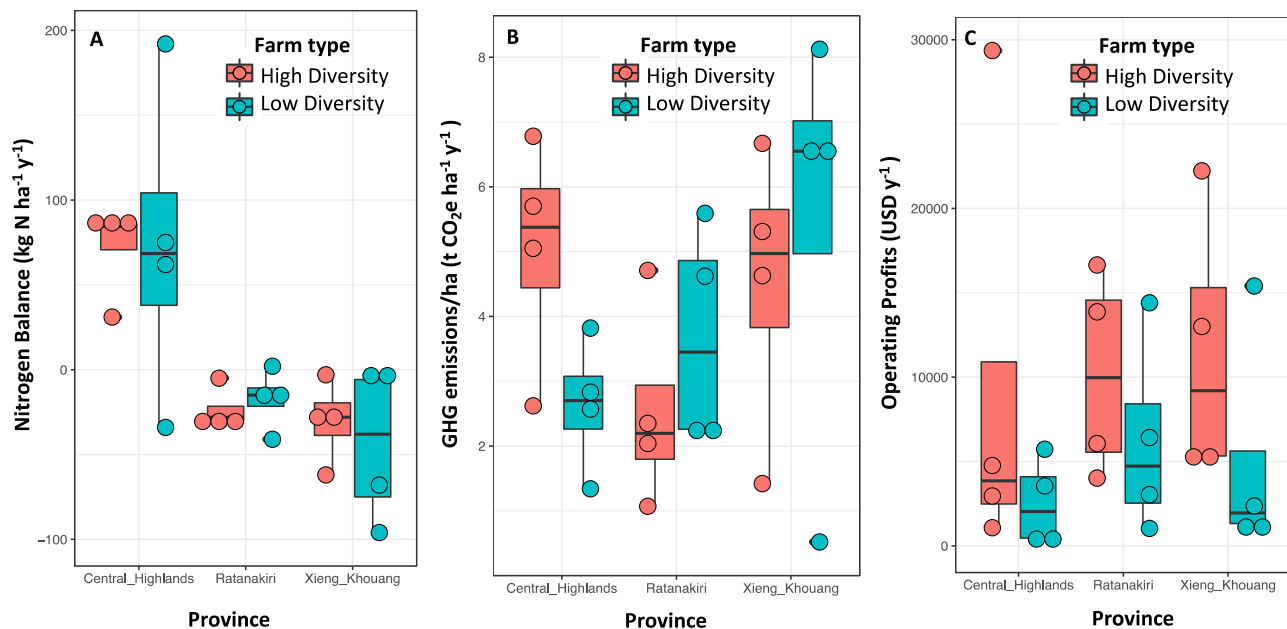 A
Farm type
High Diversity
Low Diversity
200
100
0
−100
Nitrogen Balance (kg N ha⁻¹ y⁻¹)
Central_Highlands
Ratanakiri
Xieng_Khouang
Province
B
Farm type
High Diversity
Low Diversity
8
6
4
2
GHG emissions/ha (t CO₂e ha⁻¹ y⁻¹)
Central_Highlands
Ratanakiri
Xieng_Khouang
Province
C
Farm type
High Diversity
Low Diversity
30000
20000
10000
0
Operating Profits (USD y⁻¹)
Central_Highlands
Ratanakiri
Xieng_Khouang
Province